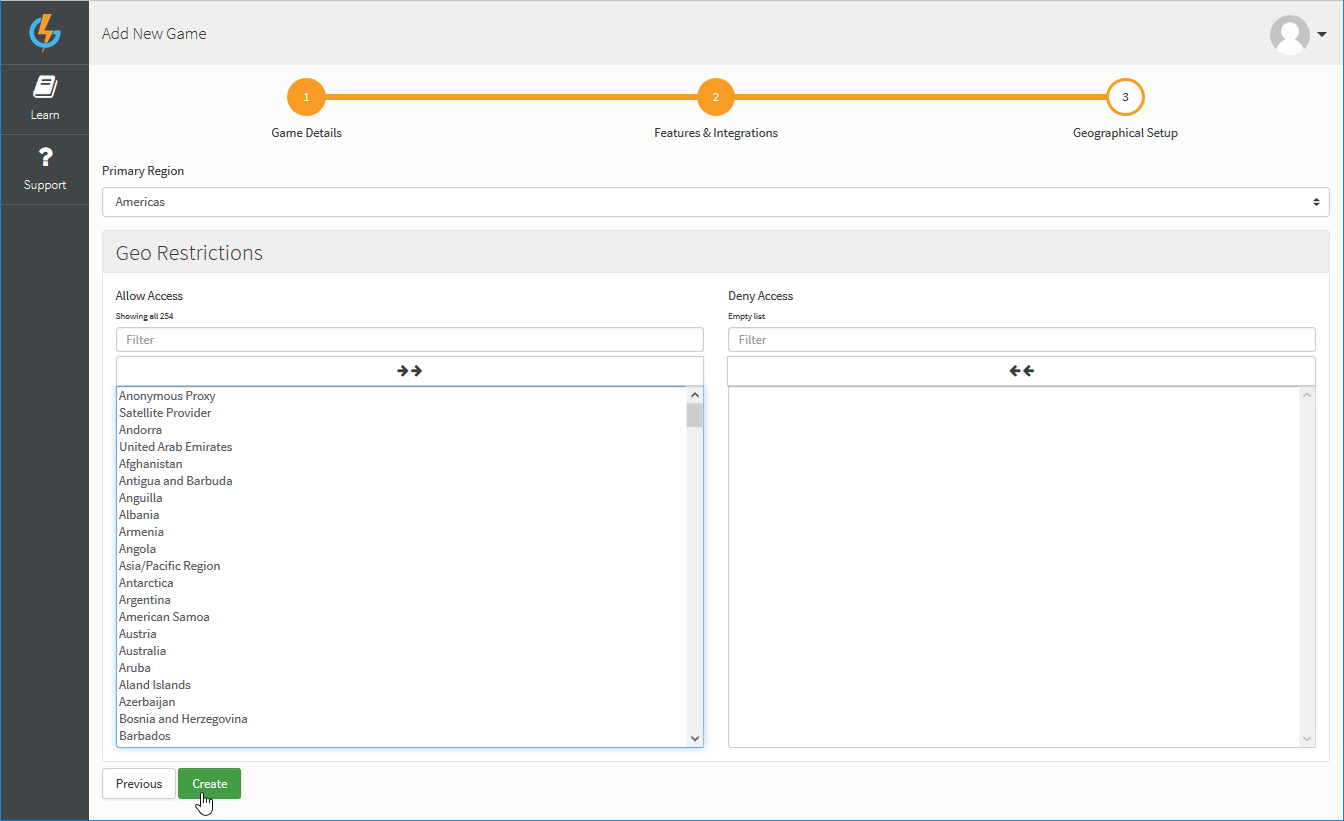 Add New Game
Learn
Support
1
2
3
Game Details
Features & Integrations
Geographical Setup
Primary Region
Americas
Geo Restrictions
Allow Access
Showing all 254
Filter
Anonymous Proxy
Satellite Provider
Andorra
United Arab Emirates
Afghanistan
Antigua and Barbuda
Anguilla
Albania
Armenia
Angola
Asia/Pacific Region
Antarctica
Argentina
American Samoa
Austria
Australia
Aruba
Aland Islands
Azerbaijan
Bosnia and Herzegovina
Barbados
Deny Access
Empty list
Filter
Previous
Create